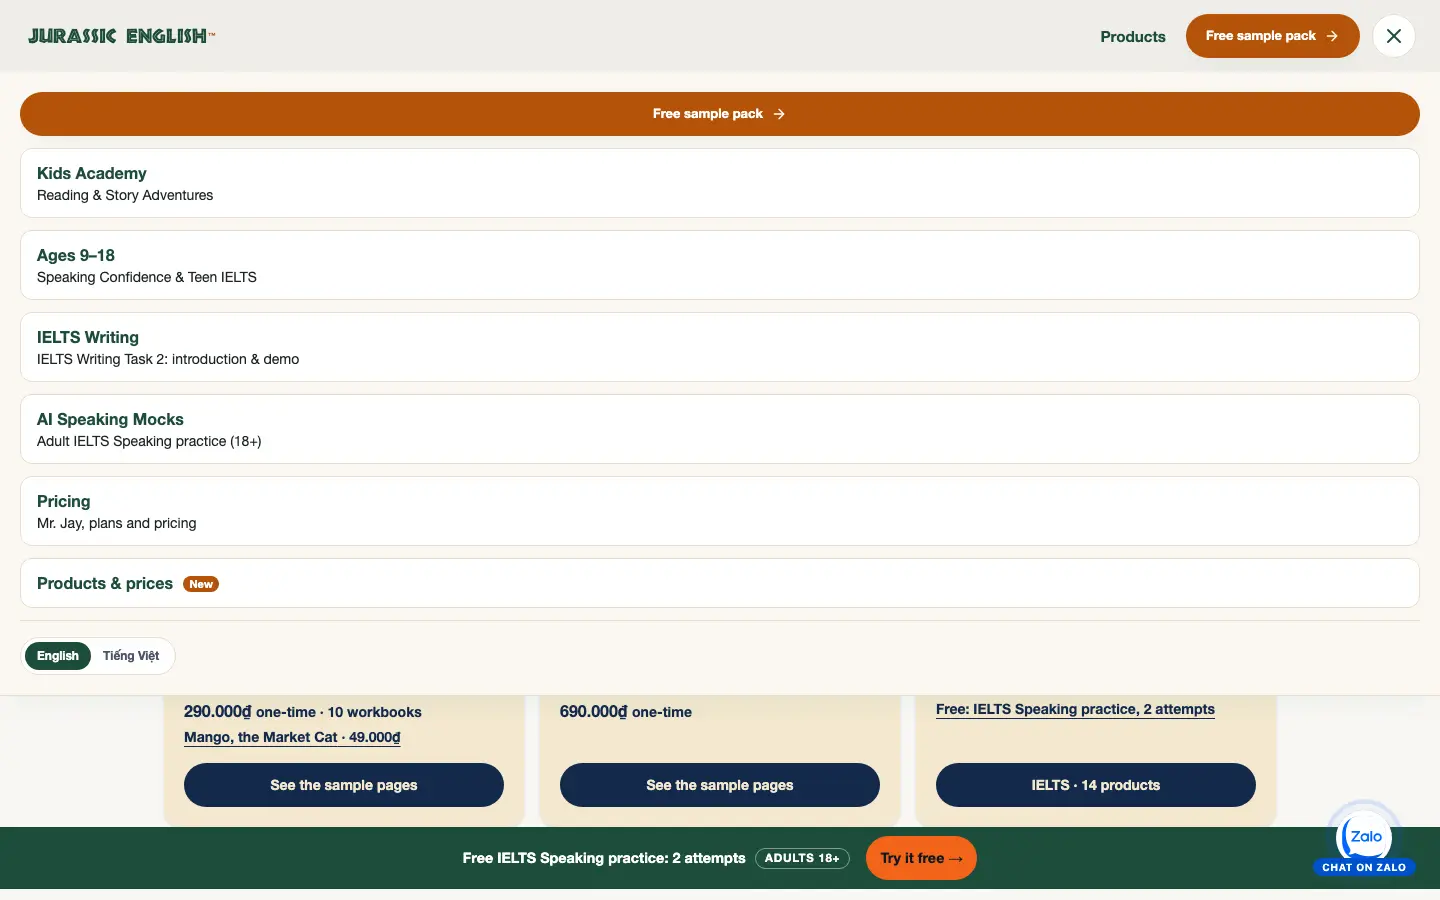 JURASSIC ENGLISH™
Products
Free sample pack →
Free sample pack →
Kids Academy
Reading & Story Adventures
Ages 9–18
Speaking Confidence & Teen IELTS
IELTS Writing
IELTS Writing Task 2: introduction & demo
AI Speaking Mocks
Adult IELTS Speaking practice (18+)
Pricing
Mr. Jay, plans and pricing
Products & prices New
English
Tiếng Việt
290.000₫ one-time · 10 workbooks
Mango, the Market Cat · 49.000₫
See the sample pages
690.000₫ one-time
See the sample pages
Free: IELTS Speaking practice, 2 attempts
IELTS · 14 products
Free IELTS Speaking practice: 2 attempts
ADULTS 18+
Try it free →
Zalo
CHAT ON ZALO